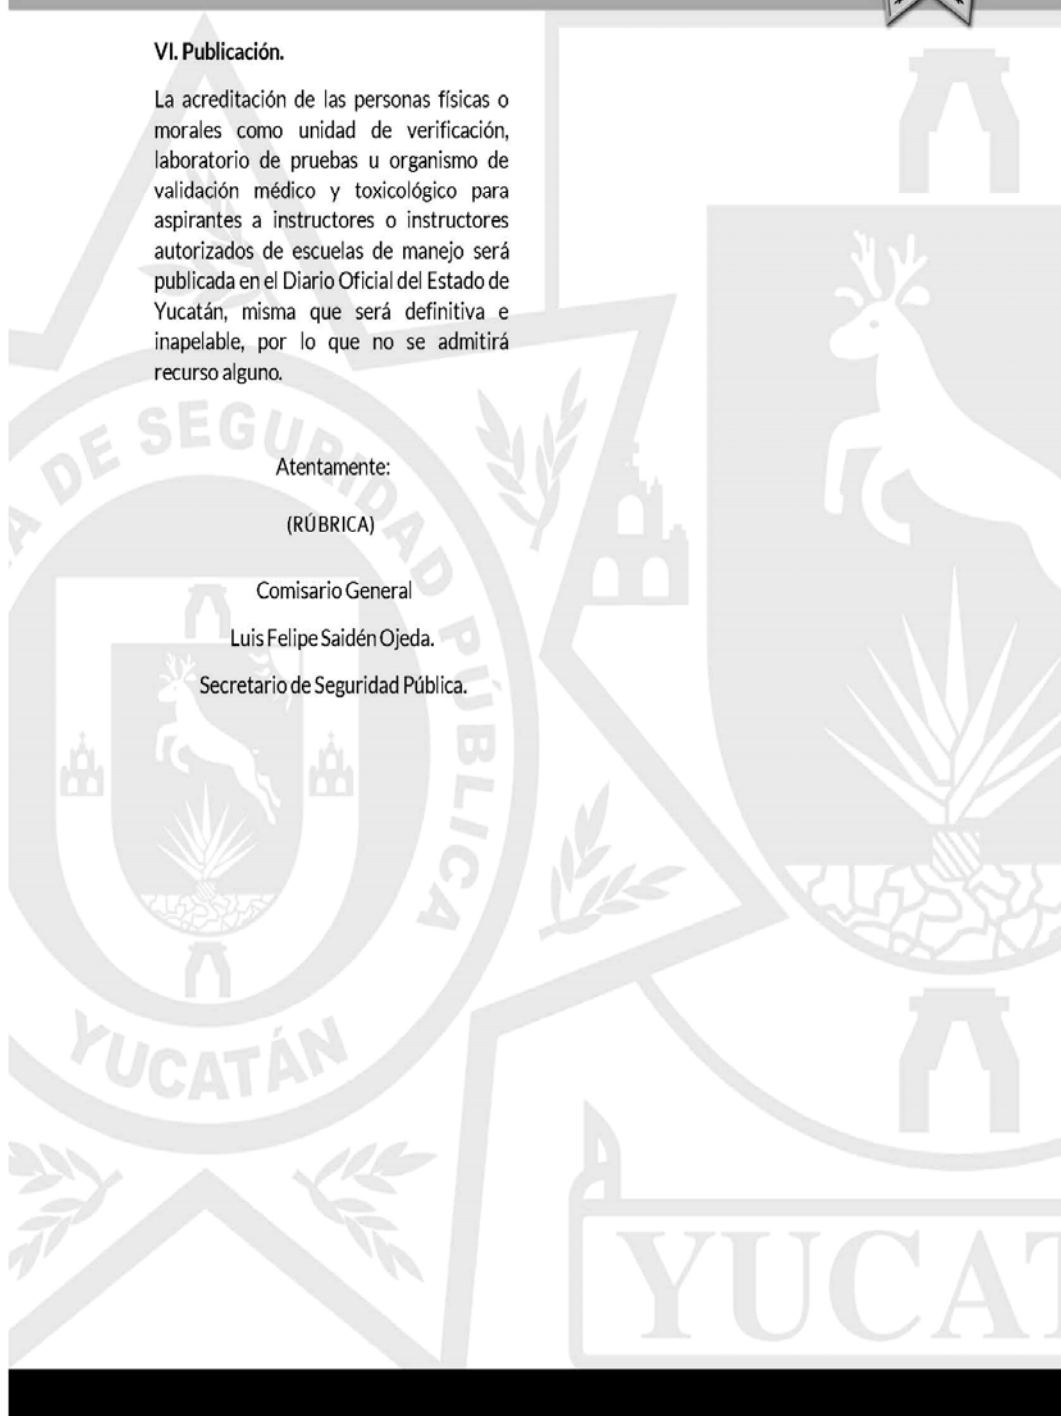 VI. Publicación.
La acreditación de las personas físicas o
morales como unidad de verificación,
laboratorio de pruebas u organismo de
validación médico y toxicológico para
aspirantes a instructores o instructores
autorizados de escuelas de manejo será
publicada en el Diario Oficial del Estado de
Yucatán, misma que será definitiva e
inapelable, por lo que no se admitirá
recurso alguno.
Atentamente:
(RÚBRICA)
Comisario General
Luis Felipe Saidén Ojeda.
Secretario de Seguridad Pública.
A DE SEGURIDAD PÚBLICA
YUCATÁN
YUCAT